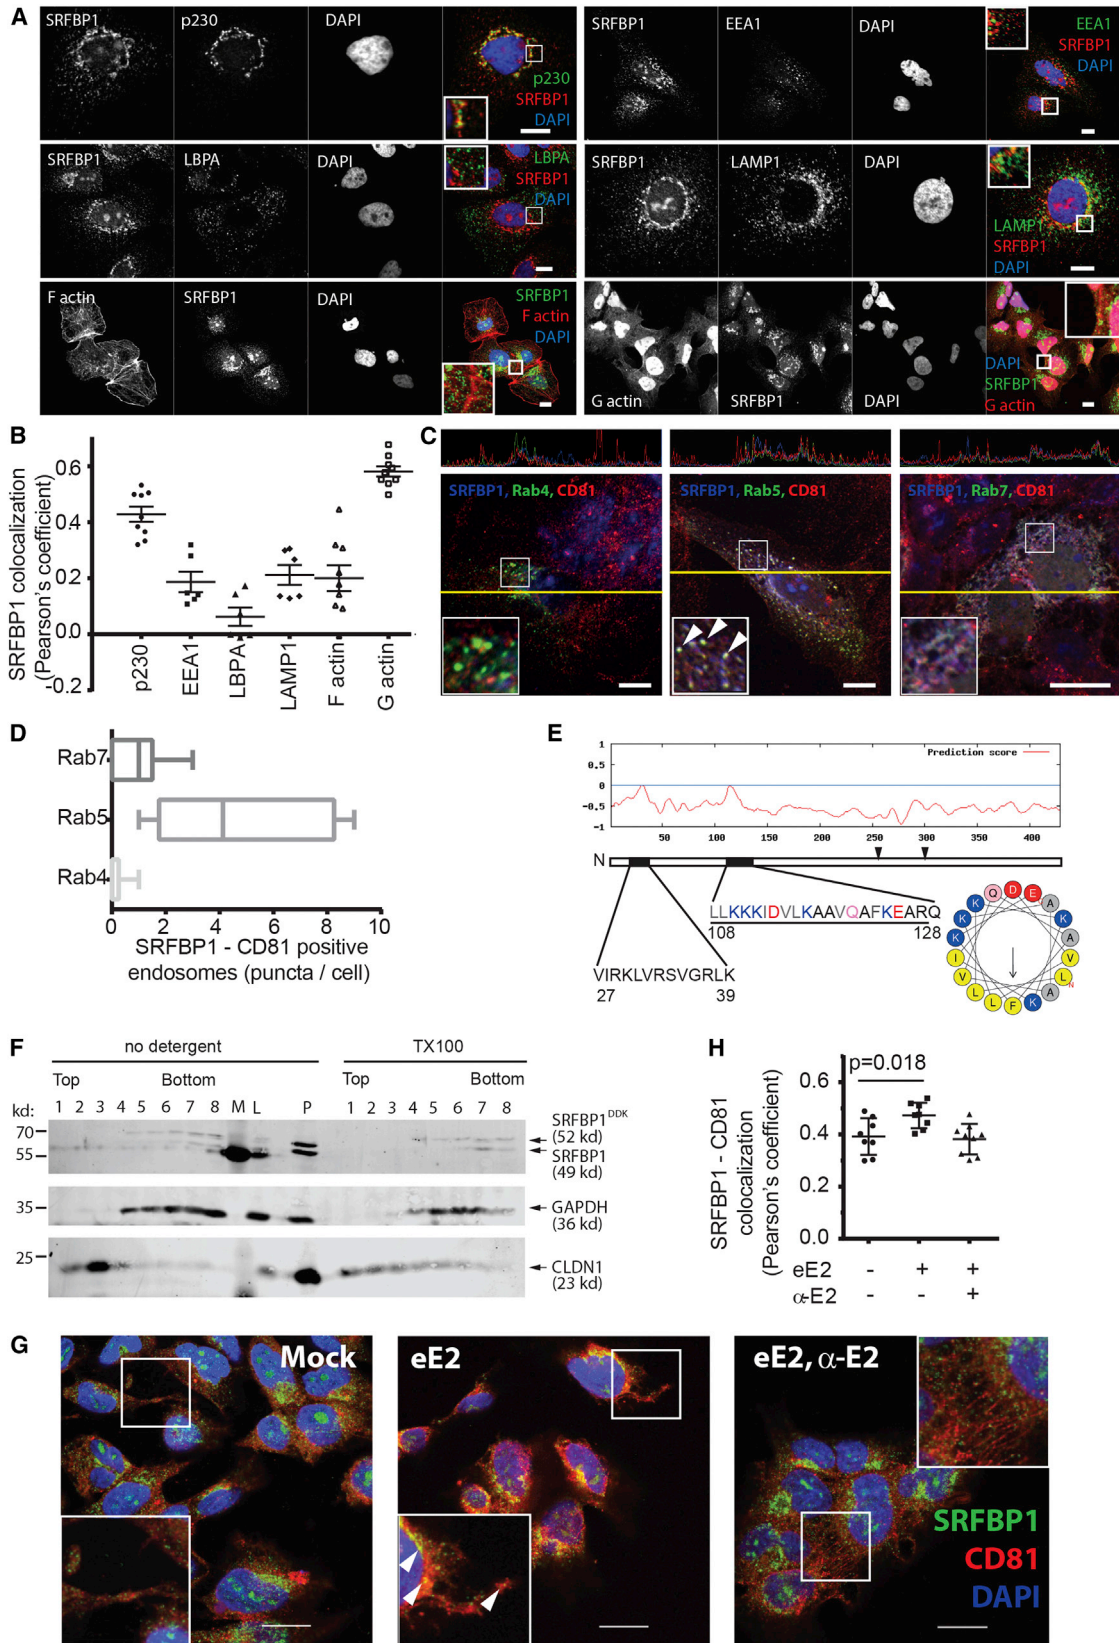 A
SRFBP1 p230 DAPI
p230
SRFBP1
DAPI
SRFBP1 EEA1 DAPI
EEA1
SRFBP1
DAPI
SRFBP1 LBPA DAPI
LBPA
SRFBP1
DAPI
SRFBP1 LAMP1 DAPI
LAMP1
SRFBP1
DAPI
F actin SRFBP1 DAPI
SRFBP1
F actin
DAPI
G actin SRFBP1 DAPI
DAPI
SRFBP1
G actin
B
SRFBP1 colocalization
(Pearson's coefficient)
0.6
0.4
0.2
0.0
-0.2
p230
EEA1
LBPA
LAMP1
F actin
G actin
C
SRFBP1, Rab4, CD81
SRFBP1, Rab5, CD81
SRFBP1, Rab7, CD81
D
Rab7
Rab5
Rab4
0 2 4 6 8 10
SRFBP1 - CD81 positive
endosomes (puncta / cell)
E
Prediction score
1
0.5
0
-0.5
-1
50 100 150 200 250 300 350 400
N
LLKKKIDVLKAAVQAFKEARQ
108 128
VIRKLVRSVGRLK
27 39
Q D E
K A
K K
I A
V V
L L
L F K A
N
F
no detergent TX100
Top Bottom Top Bottom
kd: 1 2 3 4 5 6 7 8 M L P 1 2 3 4 5 6 7 8
70
55
SRFBP1DDK
(52 kd)
SRFBP1
(49 kd)
35
GAPDH
(36 kd)
25
CLDN1
(23 kd)
H
p=0.018
SRFBP1 - CD81
colocalization
(Pearson's coefficient)
0.6
0.4
0.2
0.0
eE2 - + +
α-E2 - - +
G
Mock
eE2
eE2, α-E2
SRFBP1
CD81
DAPI